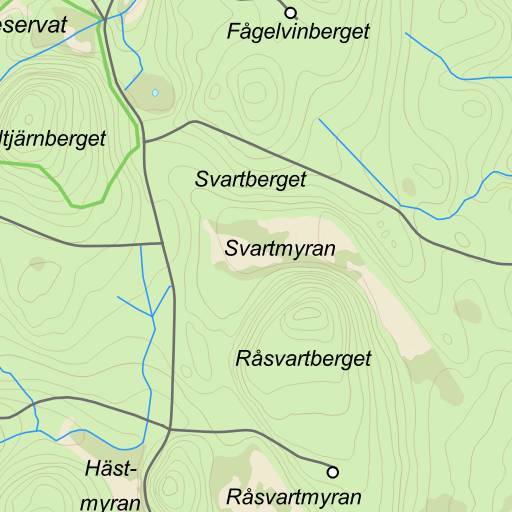 eservat
Fågelvinberget
ltjärnberget
Svartberget
Svartmyran
Råsvartberget
Häst-
myran
Råsvartmyran